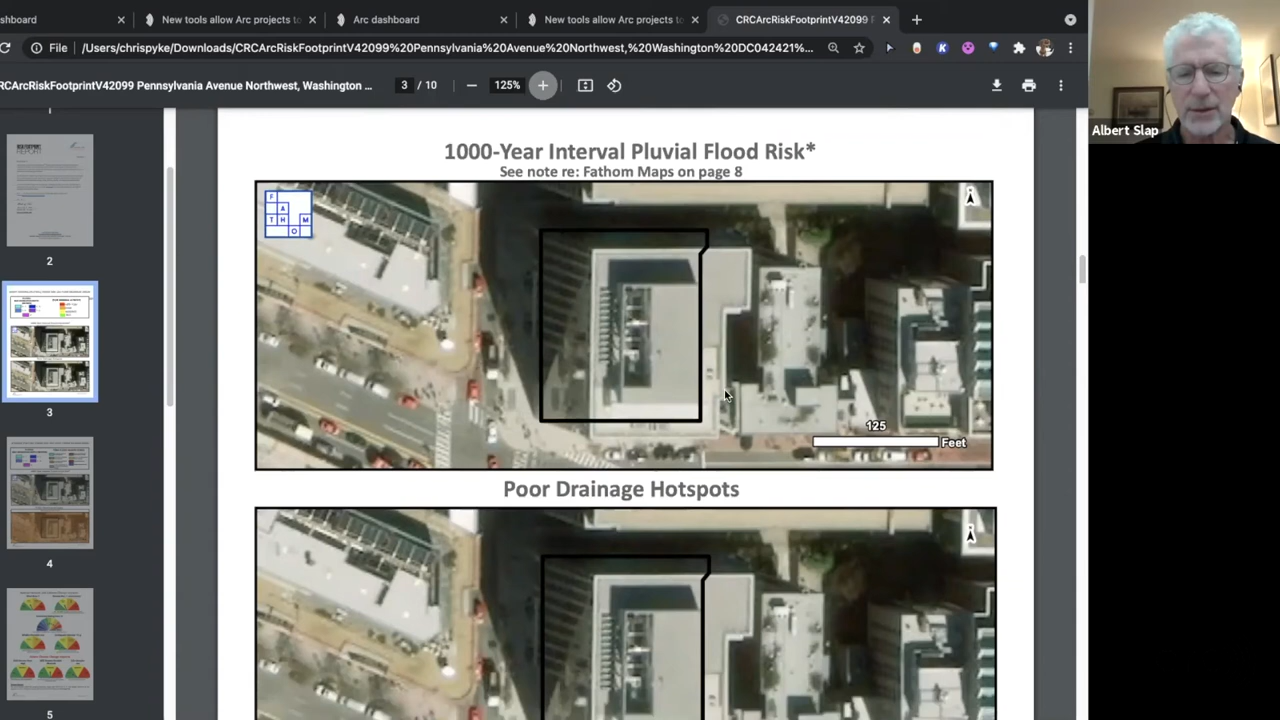 shboard
New tools allow Arc projects to
Arc dashboard
New tools allow Arc projects to
CRCArcRiskFootprintV42099 P
File
/Users/chrispyke/Downloads/CRCArcRiskFootprintV42099%20Pennsylvania%20Avenue%20Northwest,%20Washington%20DC042421%...
RCArcRiskFootprintV42099 Pennsylvania Avenue Northwest, Washington ...
3 / 10
125%
Albert Slap
1
2
3
4
5
1000-Year Interval Pluvial Flood Risk*
See note re: Fathom Maps on page 8
F
A
T H M
O
125
Feet
Poor Drainage Hotspots